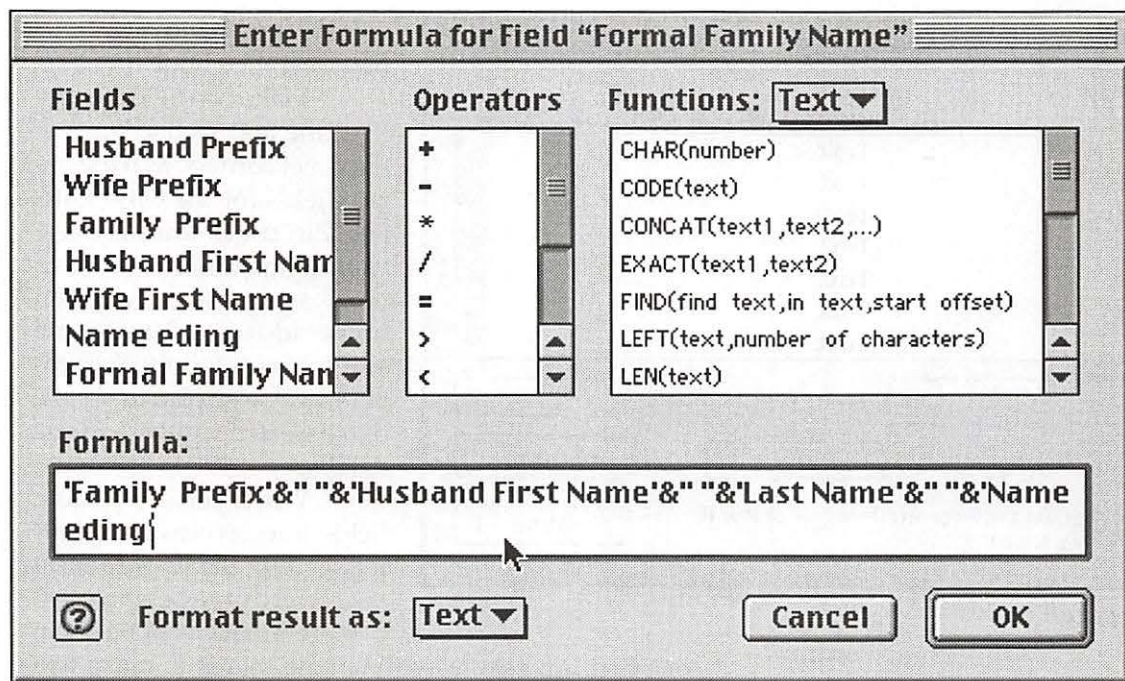 Enter Formula for Field “Formal Family Name”
Fields
Husband Prefix
Wife Prefix
Family  Prefix
Husband First Nam
Wife First Name
Name eding
Formal Family Nan
Operators
+
-
*
/
=
>
<
Functions: Text
CHAR(number)
CODE(text)
CONCAT(text1,text2,...)
EXACT(text1,text2)
FIND(find text,in text,start offset)
LEFT(text,number of characters)
LEN(text)
Formula:
'Family  Prefix'&" "&'Husband First Name'&" "&'Last Name'&" "&'Name
eding'
? Format result as: Text Cancel OK